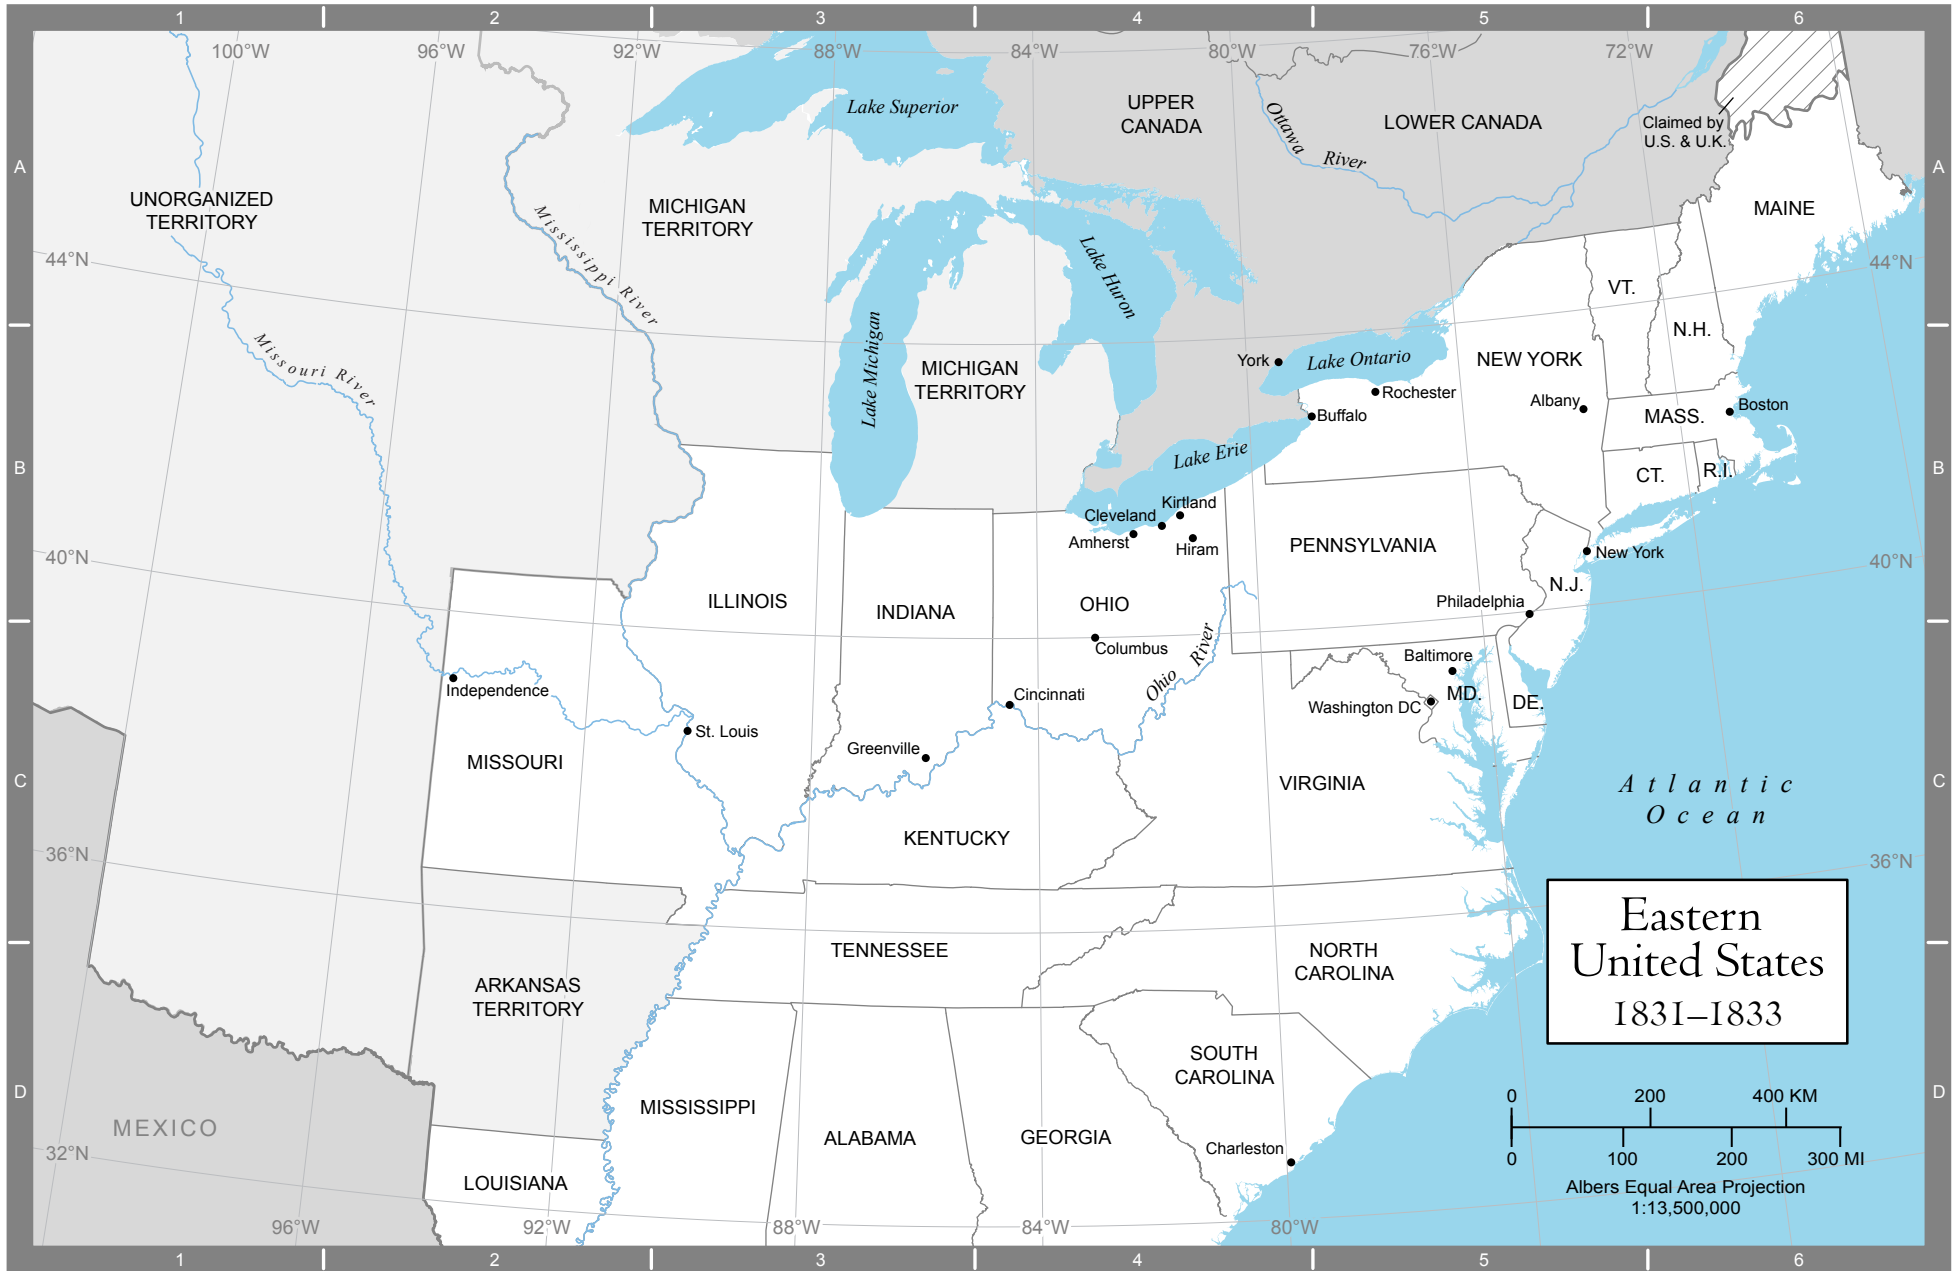 1 2 3 4 5 6
100°W 96°W 92°W 88°W 84°W 80°W 76°W 72°W
A
A
B
B
C
C
D
D
UNORGANIZED
TERRITORY
MICHIGAN
TERRITORY
Lake Superior
UPPER
CANADA
LOWER CANADA
Ottawa
River
Claimed by
U.S. & U.K.
MAINE
Mississippi River
Missouri River
Lake Michigan
Lake Huron
MICHIGAN
TERRITORY
44°N
44°N
VT.
N.H.
York
Lake Ontario
NEW YORK
Rochester
Albany
Buffalo
MASS.
Boston
Lake Erie
CT.
R.I.
Kirtland
Cleveland
Amherst
Hiram
PENNSYLVANIA
New York
40°N
40°N
N.J.
Philadelphia
ILLINOIS
INDIANA
OHIO
Columbus
Ohio
River
Baltimore
MD.
Washington DC
DE.
Independence
St. Louis
Cincinnati
Greenville
MISSOURI
VIRGINIA
KENTUCKY
Atlantic
Ocean
36°N
36°N
TENNESSEE
NORTH
CAROLINA
ARKANSAS
TERRITORY
SOUTH
CAROLINA
MEXICO
MISSISSIPPI
ALABAMA
GEORGIA
Charleston
LOUISIANA
32°N
Eastern
United States
1831–1833
0 200 400 KM
0 100 200 300 MI
Albers Equal Area Projection
1:13,500,000
96°W 92°W 88°W 84°W 80°W
1 2 3 4 5 6